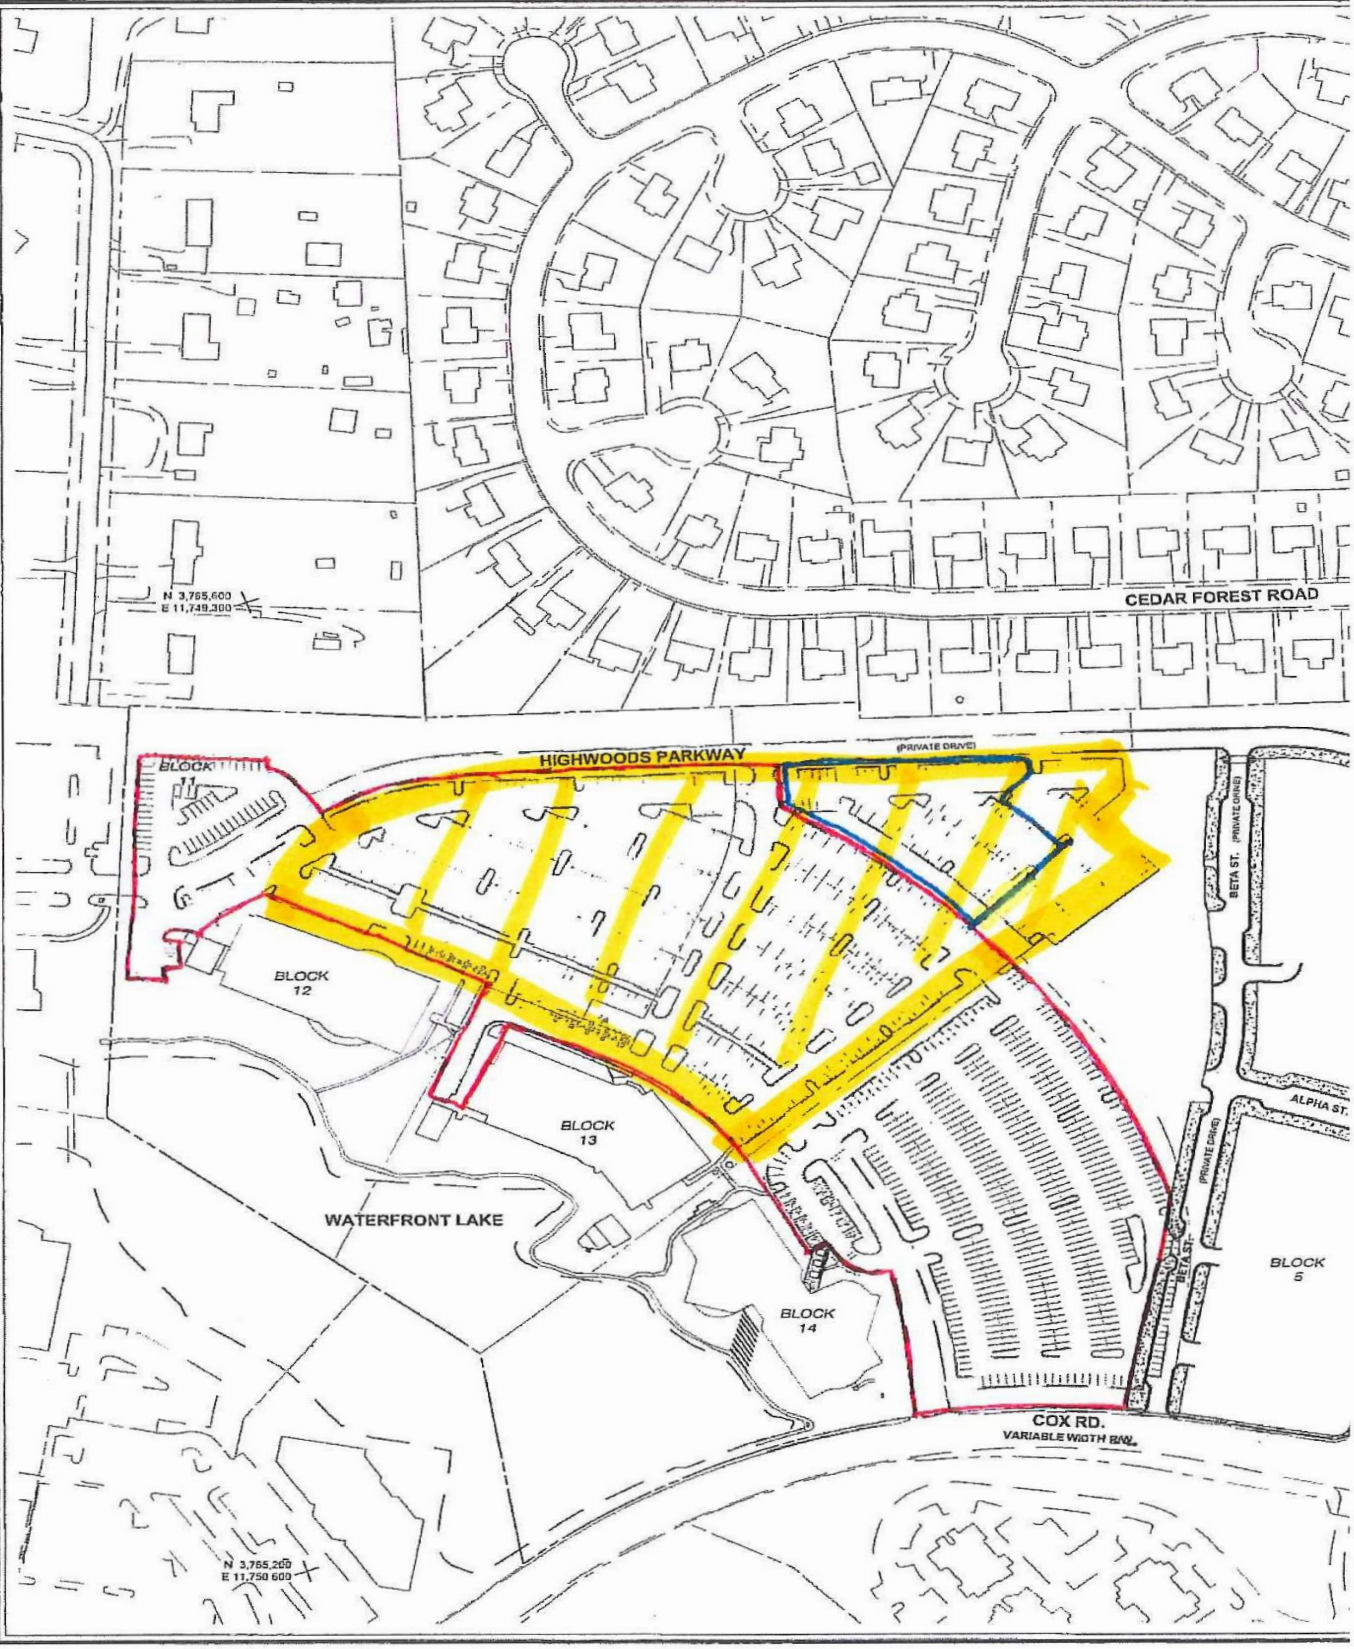 N 3,765,600
E 11,749,300
CEDAR FOREST ROAD
HIGHWOODS PARKWAY
(PRIVATE DRIVE)
BLOCK
11
BETA ST.
(PRIVATE DRIVE)
BLOCK
12
ALPHA ST.
BLOCK
13
(PRIVATE DRIVE)
WATERFRONT LAKE
BETA ST.
BLOCK
5
BLOCK
14
COX RD.
VARIABLE WIDTH R/W.
N 3,765,200
E 11,750,600